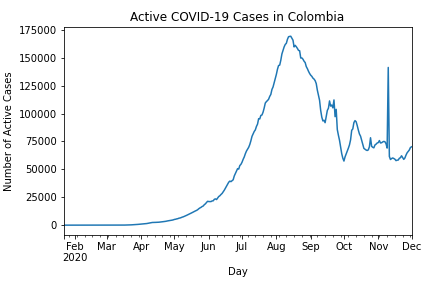 Active COVID-19 Cases in Colombia
175000
150000
125000
100000
75000
50000
25000
0
Number of Active Cases
Feb Mar Apr May Jun Jul Aug Sep Oct Nov Dec
2020
Day